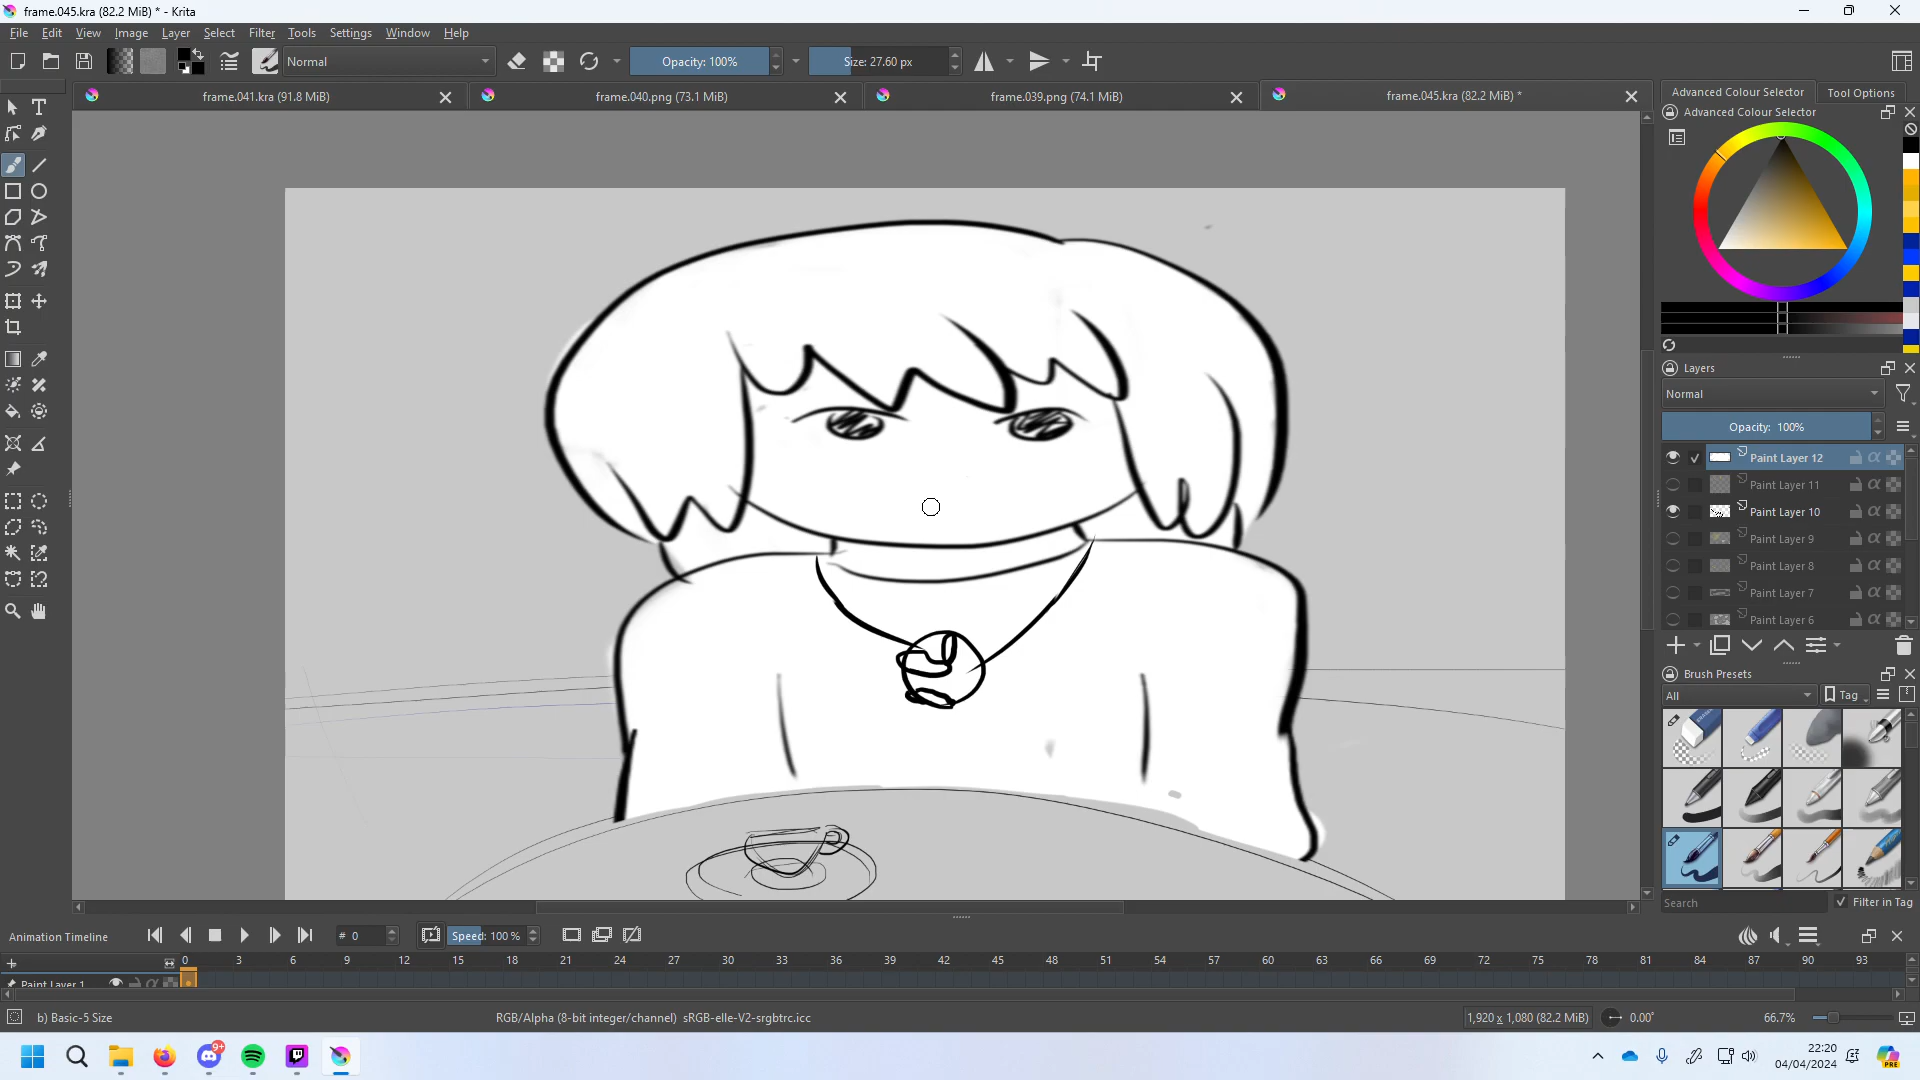 frame.045.kra (82.2 MiB) * - Krita
File Edit View Image Layer Select Filter Tools Settings Window Help
Normal
Opacity: 100%
Size: 27.60 px
frame.041.kra (91.8 MiB)
frame.040.png (73.1 MiB)
frame.039.png (74.1 MiB)
frame.045.kra (82.2 MiB) *
Advanced Colour Selector
Tool Options
Advanced Colour Selector
Layers
Normal
Opacity: 100%
Paint Layer 12
Paint Layer 11
Paint Layer 10
Paint Layer 9
Paint Layer 8
Paint Layer 7
Paint Layer 6
Brush Presets
All
Tag
Search
Filter in Tag
Animation Timeline
# 0
Speed: 100 %
0 3 6 9 12 15 18 21 24 27 30 33 36 39 42 45 48 51 54 57 60 63 66 69 72 75 78 81 84 87 90 93
Paint Layer 1
b) Basic-5 Size
RGB/Alpha (8-bit integer/channel) sRGB-elle-V2-srgbtrc.icc
1,920 x 1,080 (82.2 MiB)
0.00°
66.7%
9+
22:20
04/04/2024
PRE